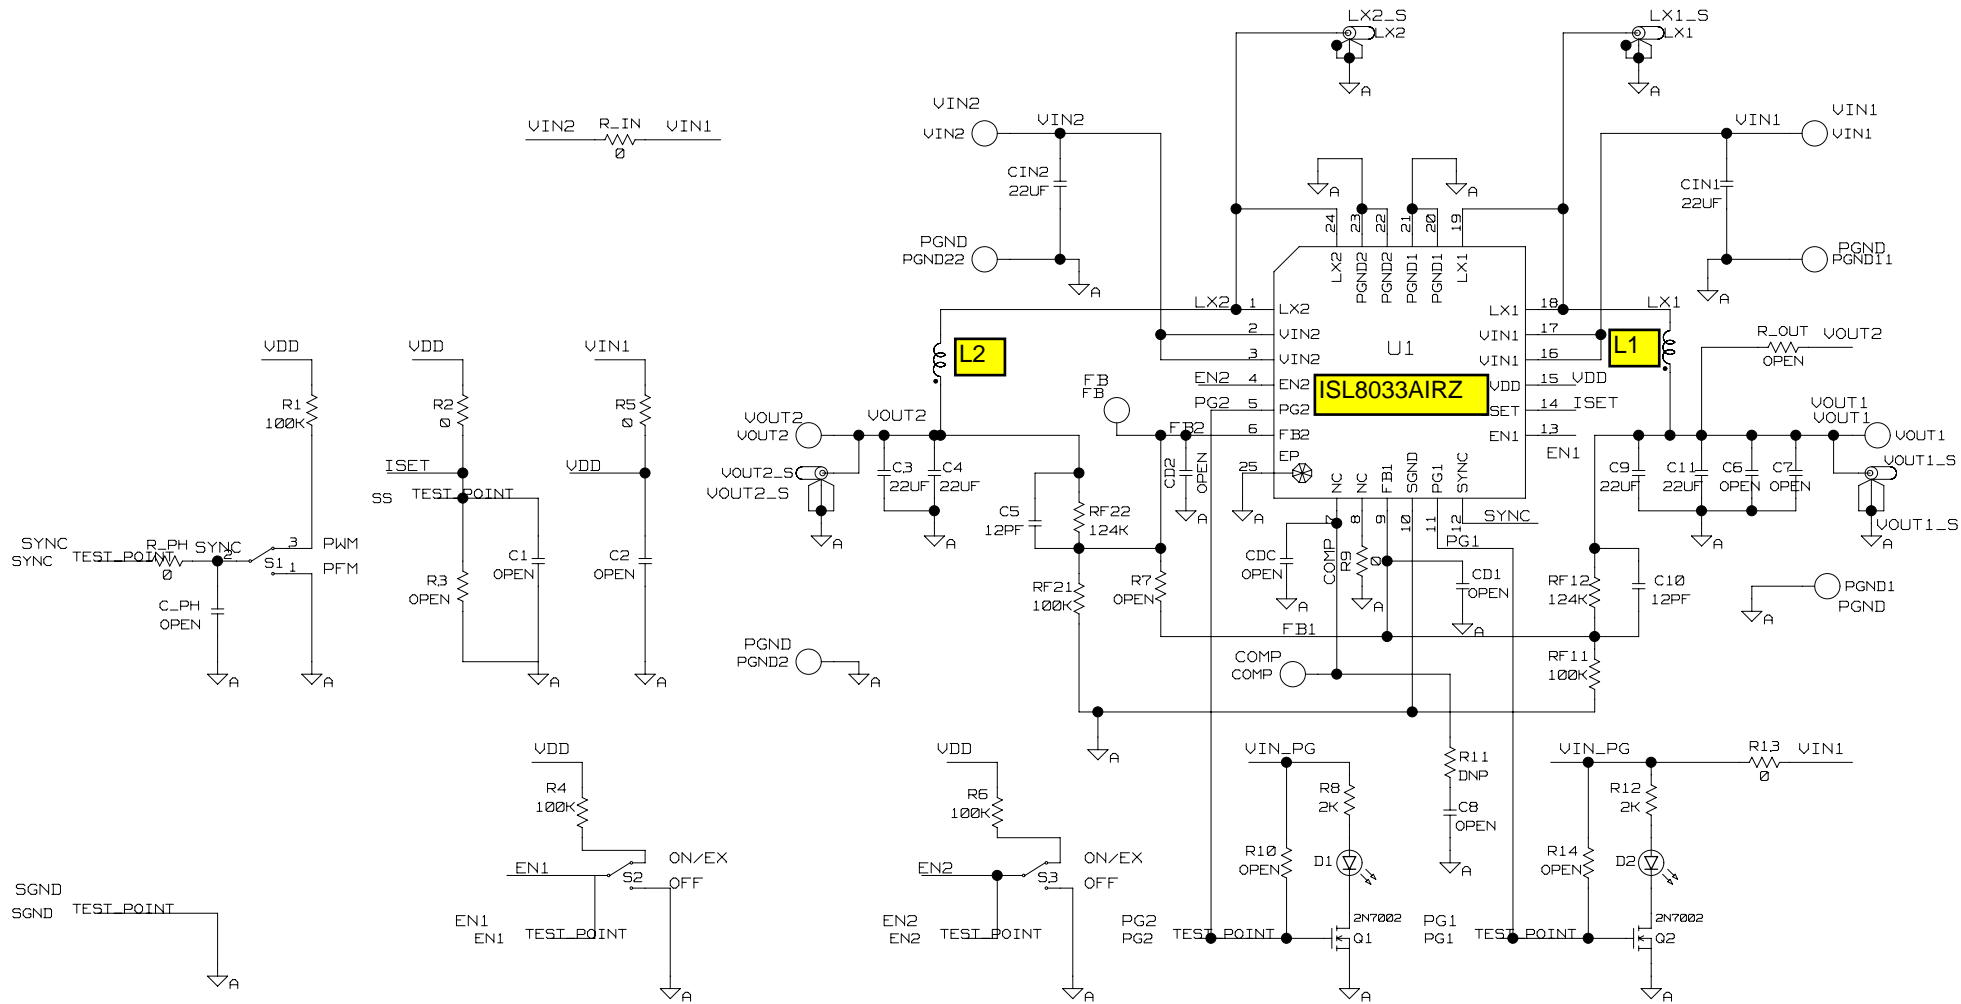 LX2_S
LX2
A
LX1_S
LX1
A
VIN2
VIN2
VIN2
CIN2
22UF
PGND
PGND22
A
VIN2
R_IN
0
VIN1
VIN1
VIN1
VIN1
CIN1
22UF
PGND
PGND11
A
A
A
24
23
22
21
20
19
LX2
PGND2
PGND2
PGND1
PGND1
LX1
LX2
1
LX2
2
VIN2
3
VIN2
EN2
4
EN2
PG2
5
PG2
FB2
6
FB2
25
EP
A
U1
ISL8033AIRZ
LX1
18
LX1
VIN1
17
VIN1
16
VDD
15
VDD
SET
14
ISET
EN1
13
EN1
NC
NC
FB1
SGND
PG1
SYNC
7
8
9
10
11
12
SYNC
PG1
L2
L1
R_OUT
OPEN
VOUT2
VDD
R1
100K
SYNC
SYNC
TEST_POINT
R_PH
0
SYNC
2
S1
3
1
PWM
PFM
C_PH
OPEN
A
A
VDD
R2
0
ISET
SS
TEST_POINT
R3
OPEN
C1
OPEN
A
VIN1
R5
0
VDD
C2
OPEN
A
VOUT2
VOUT2
VOUT2
VOUT2_S
VOUT2_S
A
C3
22UF
C4
22UF
A
C5
12PF
RF22
124K
RF21
100K
FB
FB
CD2
OPEN
A
R7
OPEN
CDC
OPEN
A
COMP
R9
0
A
CD1
OPEN
A
FB1
COMP
COMP
VOUT1
VOUT1
VOUT1
C9
22UF
C11
22UF
C6
OPEN
C7
OPEN
A
VOUT1_S
VOUT1_S
A
RF12
124K
C10
12PF
RF11
100K
PGND1
PGND
A
PGND
PGND2
A
A
VDD
R4
100K
EN1
S2
ON/EX
OFF
EN1
EN1
TEST_POINT
A
VDD
R6
100K
EN2
S3
ON/EX
OFF
EN2
EN2
TEST_POINT
A
SGND
SGND
TEST_POINT
A
VIN_PG
R8
2K
R10
OPEN
D1
2N7002
Q1
PG2
PG2
TEST_POINT
A
R11
DNP
C8
OPEN
A
VIN_PG
R13
0
VIN1
R12
2K
R14
OPEN
D2
2N7002
Q2
PG1
PG1
TEST_POINT
A